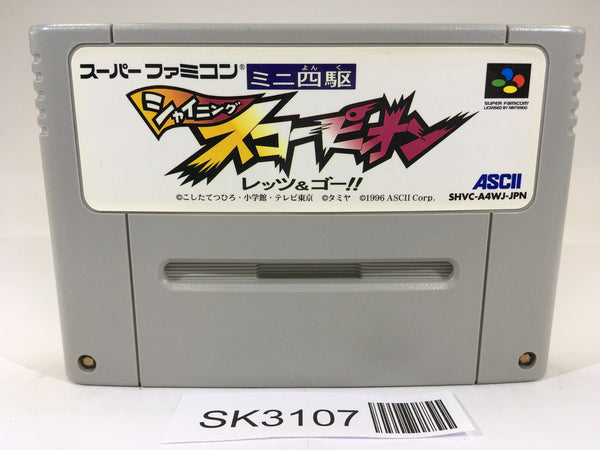 スーパーファミコン®
ミニ四駆
よんく
シャイニング
スコーピオン
レッツ&ゴー!!
SUPER FAMICOM
LICENSED BY NINTENDO
©こしたてつひろ・小学館・テレビ東京 ©タミヤ ©1996 ASCII Corp.
ASCII
SHVC-A4WJ-JPN
SK3107